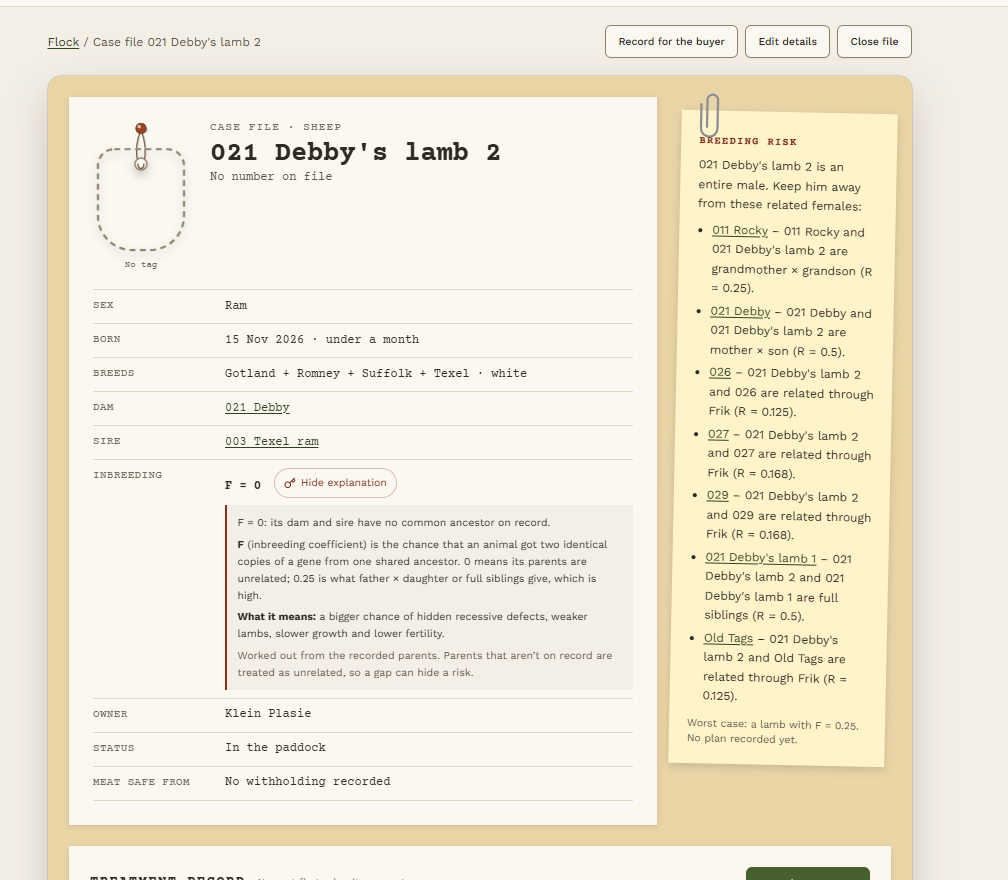 Flock / Case file 021 Debby's lamb 2
Record for the buyer
Edit details
Close file
CASE FILE · SHEEP
021 Debby's lamb 2
No number on file
No tag
SEX Ram
BORN 15 Nov 2026 · under a month
BREEDS Gotland + Romney + Suffolk + Texel · white
DAM 021 Debby
SIRE 003 Texel ram
INBREEDING F = 0 Hide explanation
F = 0: its dam and sire have no common ancestor on record.
F (inbreeding coefficient) is the chance that an animal got two identical
copies of a gene from one shared ancestor. 0 means its parents are
unrelated; 0.25 is what father × daughter or full siblings give, which is
high.
What it means: a bigger chance of hidden recessive defects, weaker
lambs, slower growth and lower fertility.
Worked out from the recorded parents. Parents that aren't on record are
treated as unrelated, so a gap can hide a risk.
OWNER Klein Plasie
STATUS In the paddock
MEAT SAFE FROM No withholding recorded
BREEDING RISK
021 Debby's lamb 2 is an
entire male. Keep him away
from these related females:
• 011 Rocky – 011 Rocky and
021 Debby's lamb 2 are
grandmother × grandson (R
= 0.25).
• 021 Debby – 021 Debby and
021 Debby's lamb 2 are
mother × son (R = 0.5).
• 026 – 021 Debby's lamb 2
and 026 are related through
Frik (R = 0.125).
• 027 – 021 Debby's lamb 2
and 027 are related through
Frik (R = 0.168).
• 029 – 021 Debby's lamb 2
and 029 are related through
Frik (R = 0.168).
• 021 Debby's lamb 1 – 021
Debby's lamb 2 and 021
Debby's lamb 1 are full
siblings (R = 0.5).
• Old Tags – 021 Debby's
lamb 2 and Old Tags are
related through Frik (R =
0.125).
Worst case: a lamb with F = 0.25.
No plan recorded yet.
TREATMENT RECORD